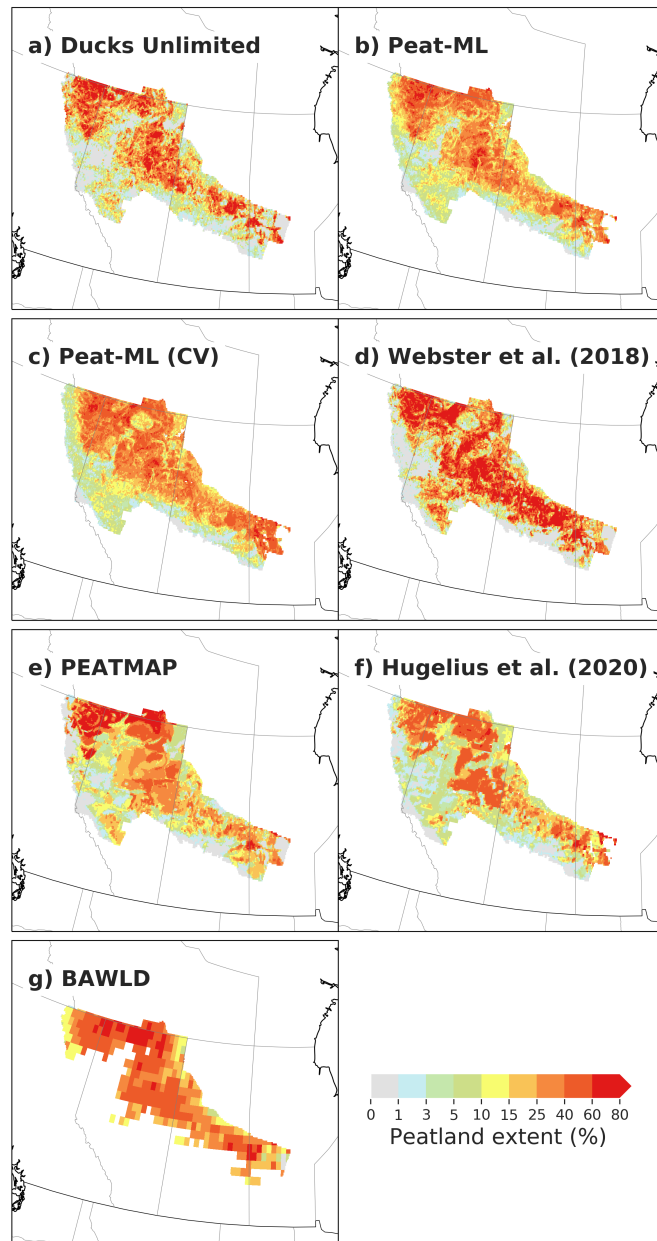 a) Ducks Unlimited
b) Peat-ML
c) Peat-ML (CV)
d) Webster et al. (2018)
e) PEATMAP
f) Hugelius et al. (2020)
g) BAWLD
0 1 3 5 10 15 25 40 60 80
Peatland extent (%)